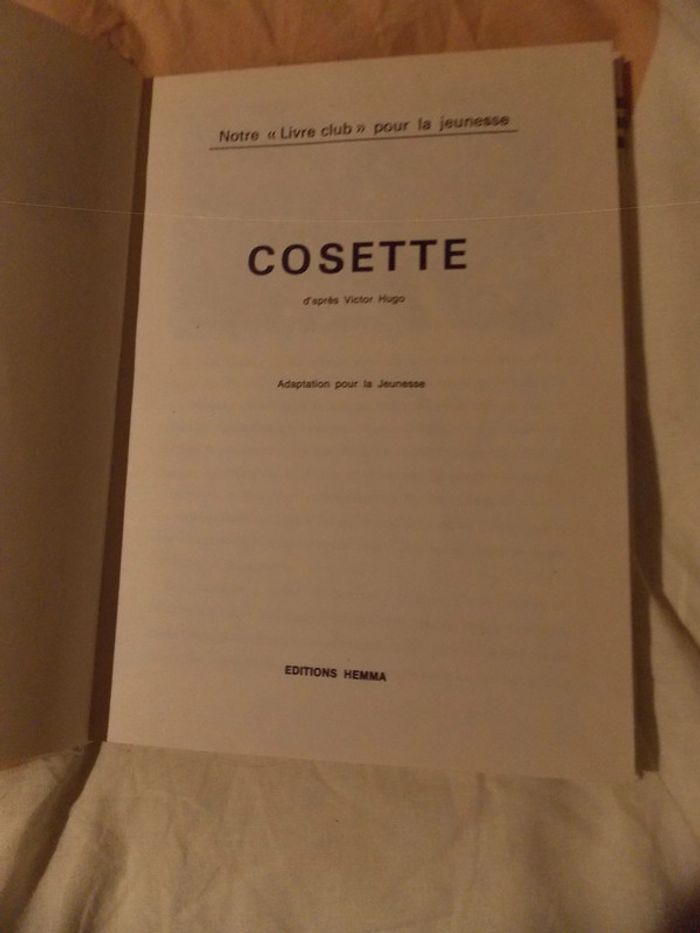 Notre « Livre club » pour la jeunesse
COSETTE
d'après Victor Hugo
Adaptation pour la Jeunesse
EDITIONS HEMMA